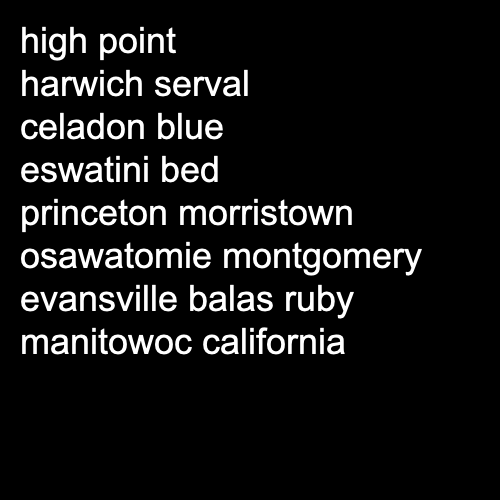 high point
harwich serval
celadon blue
eswatini bed
princeton morristown
osawatomie montgomery
evansville balas ruby
manitowoc california